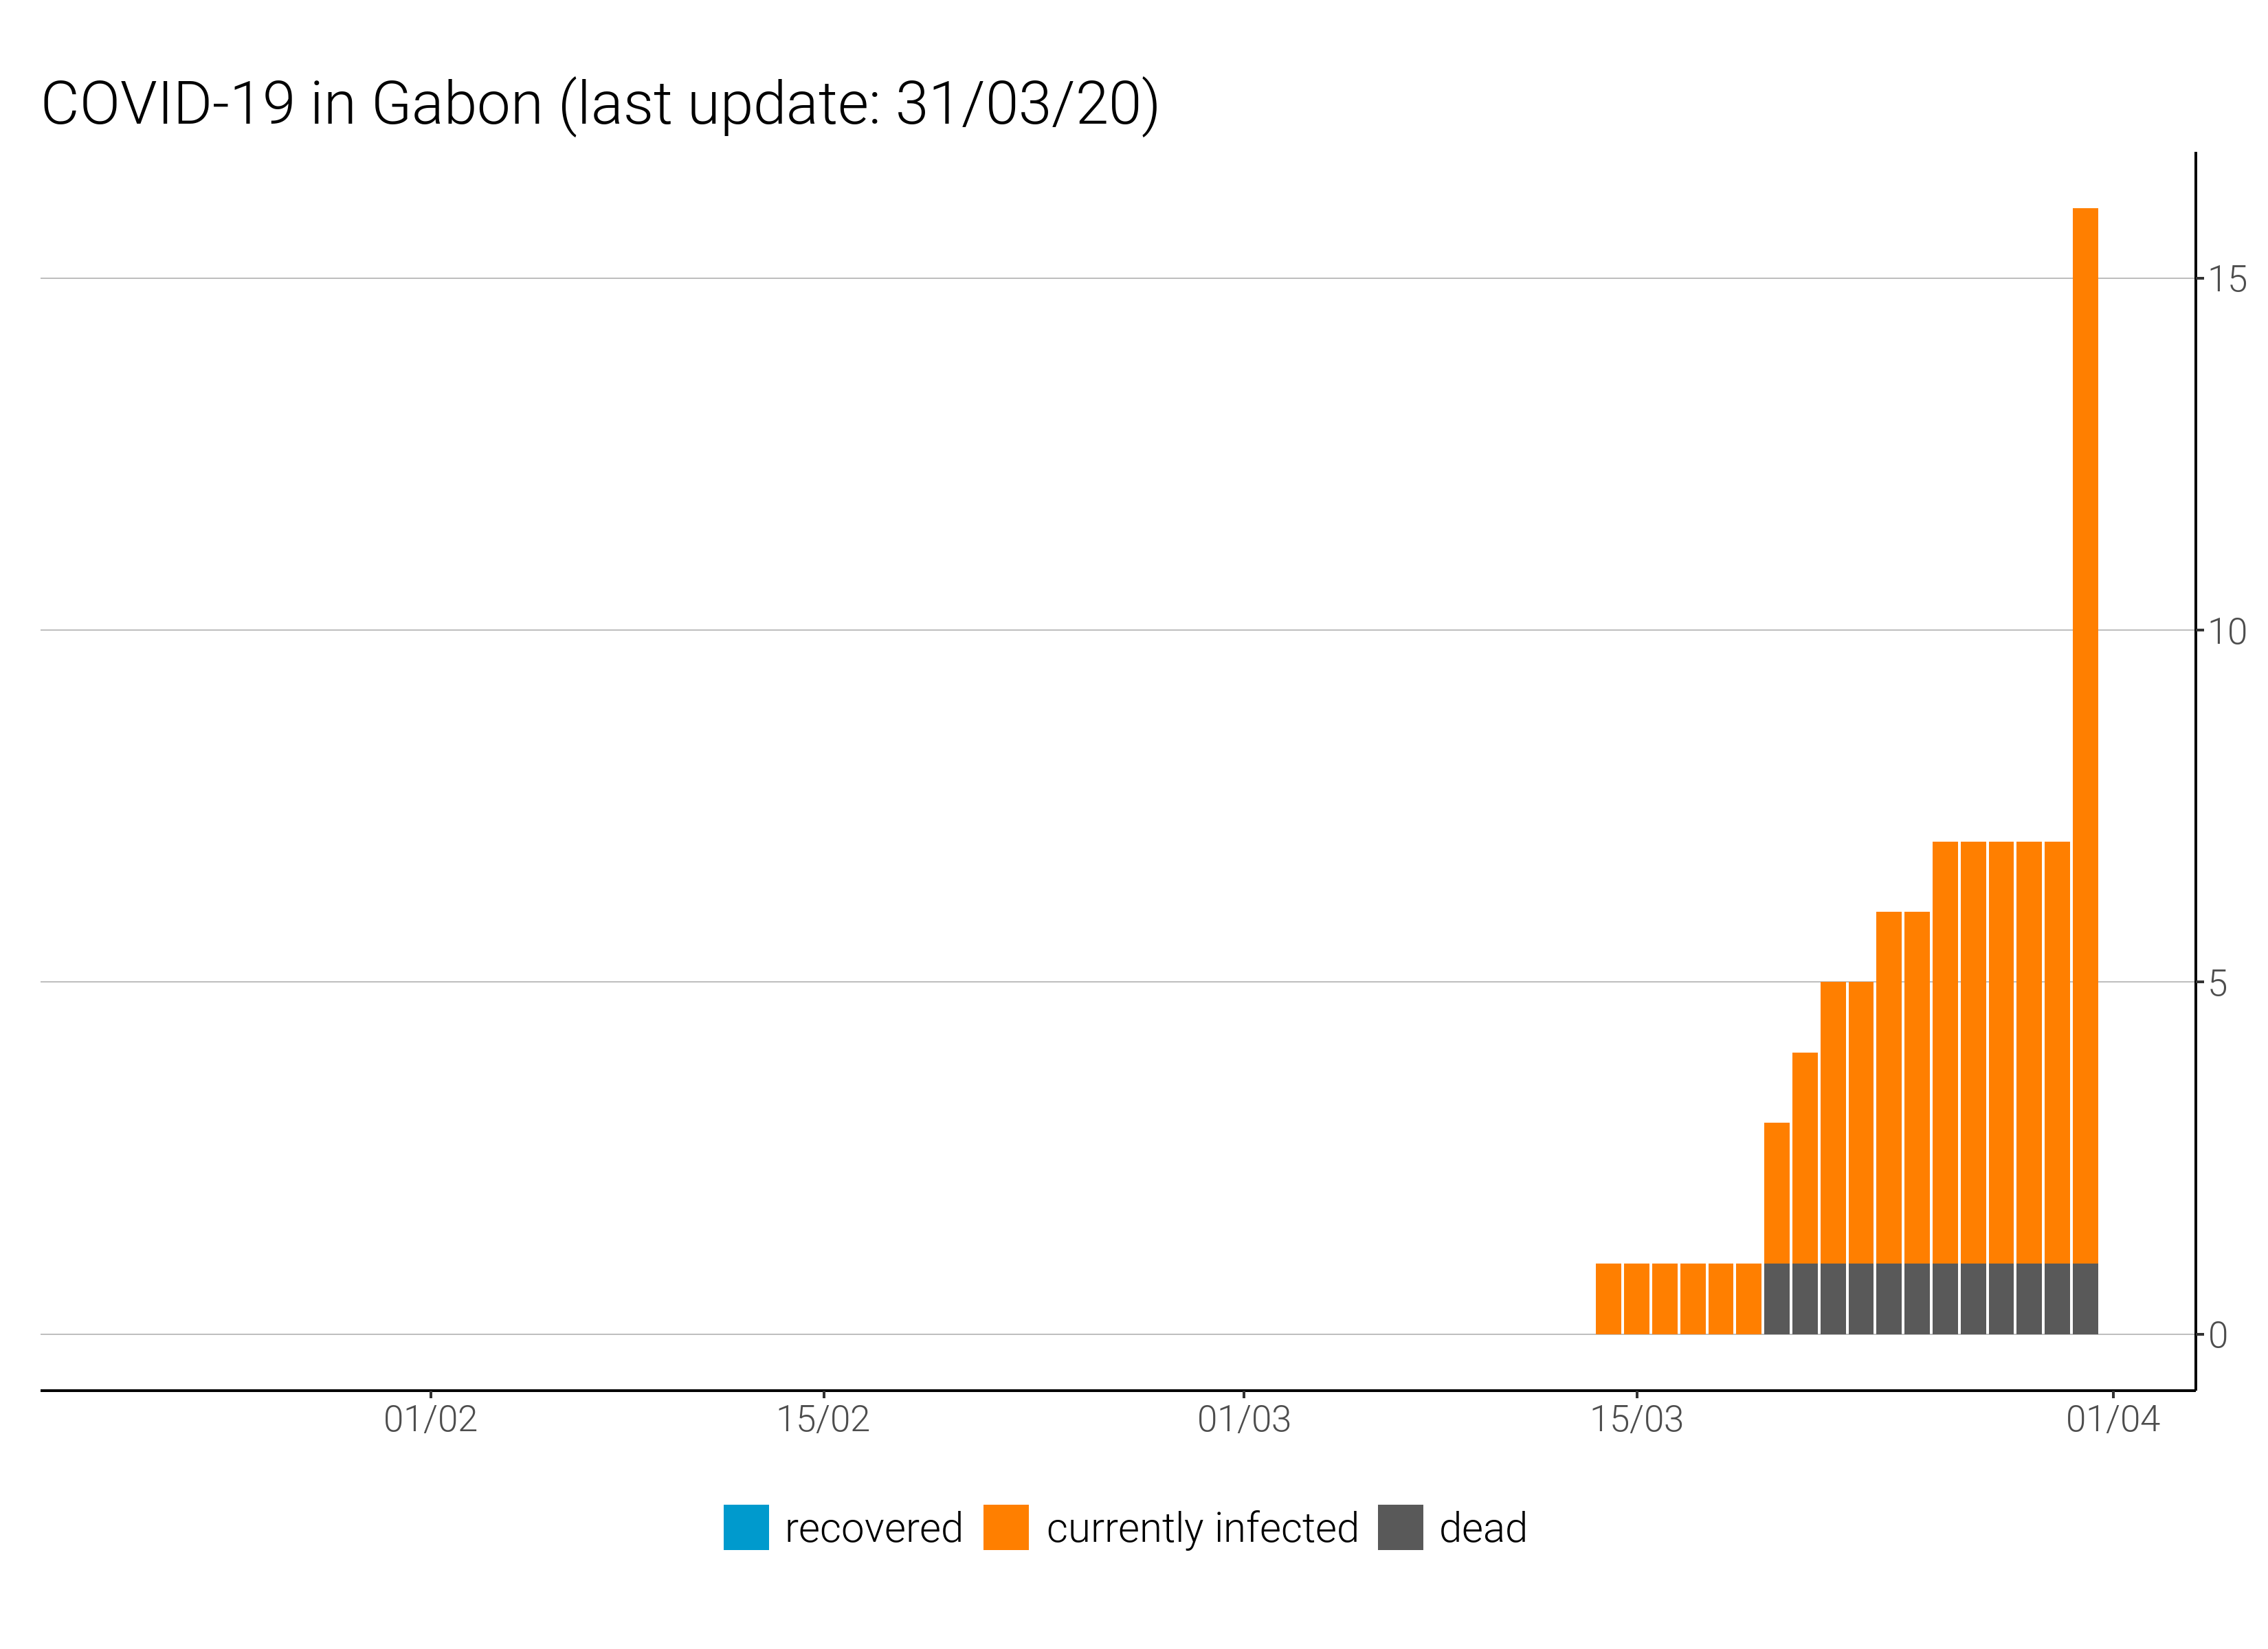 COVID-19 in Gabon (last update: 31/03/20)
15
10
5
0
01/02 15/02 01/03 15/03 01/04
recovered currently infected dead